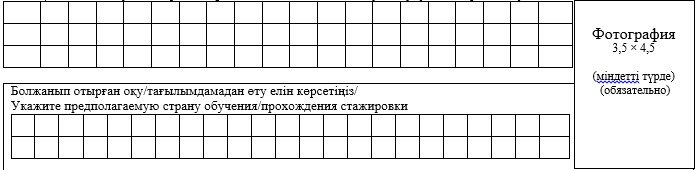 Фотография
3,5 × 4,5
(міндетті түрде)
(обязательно)
Болжанып отырған оқу/тағылымдамадан өту елін көрсетіңіз/
Укажите предполагаемую страну обучения/прохождения стажировки